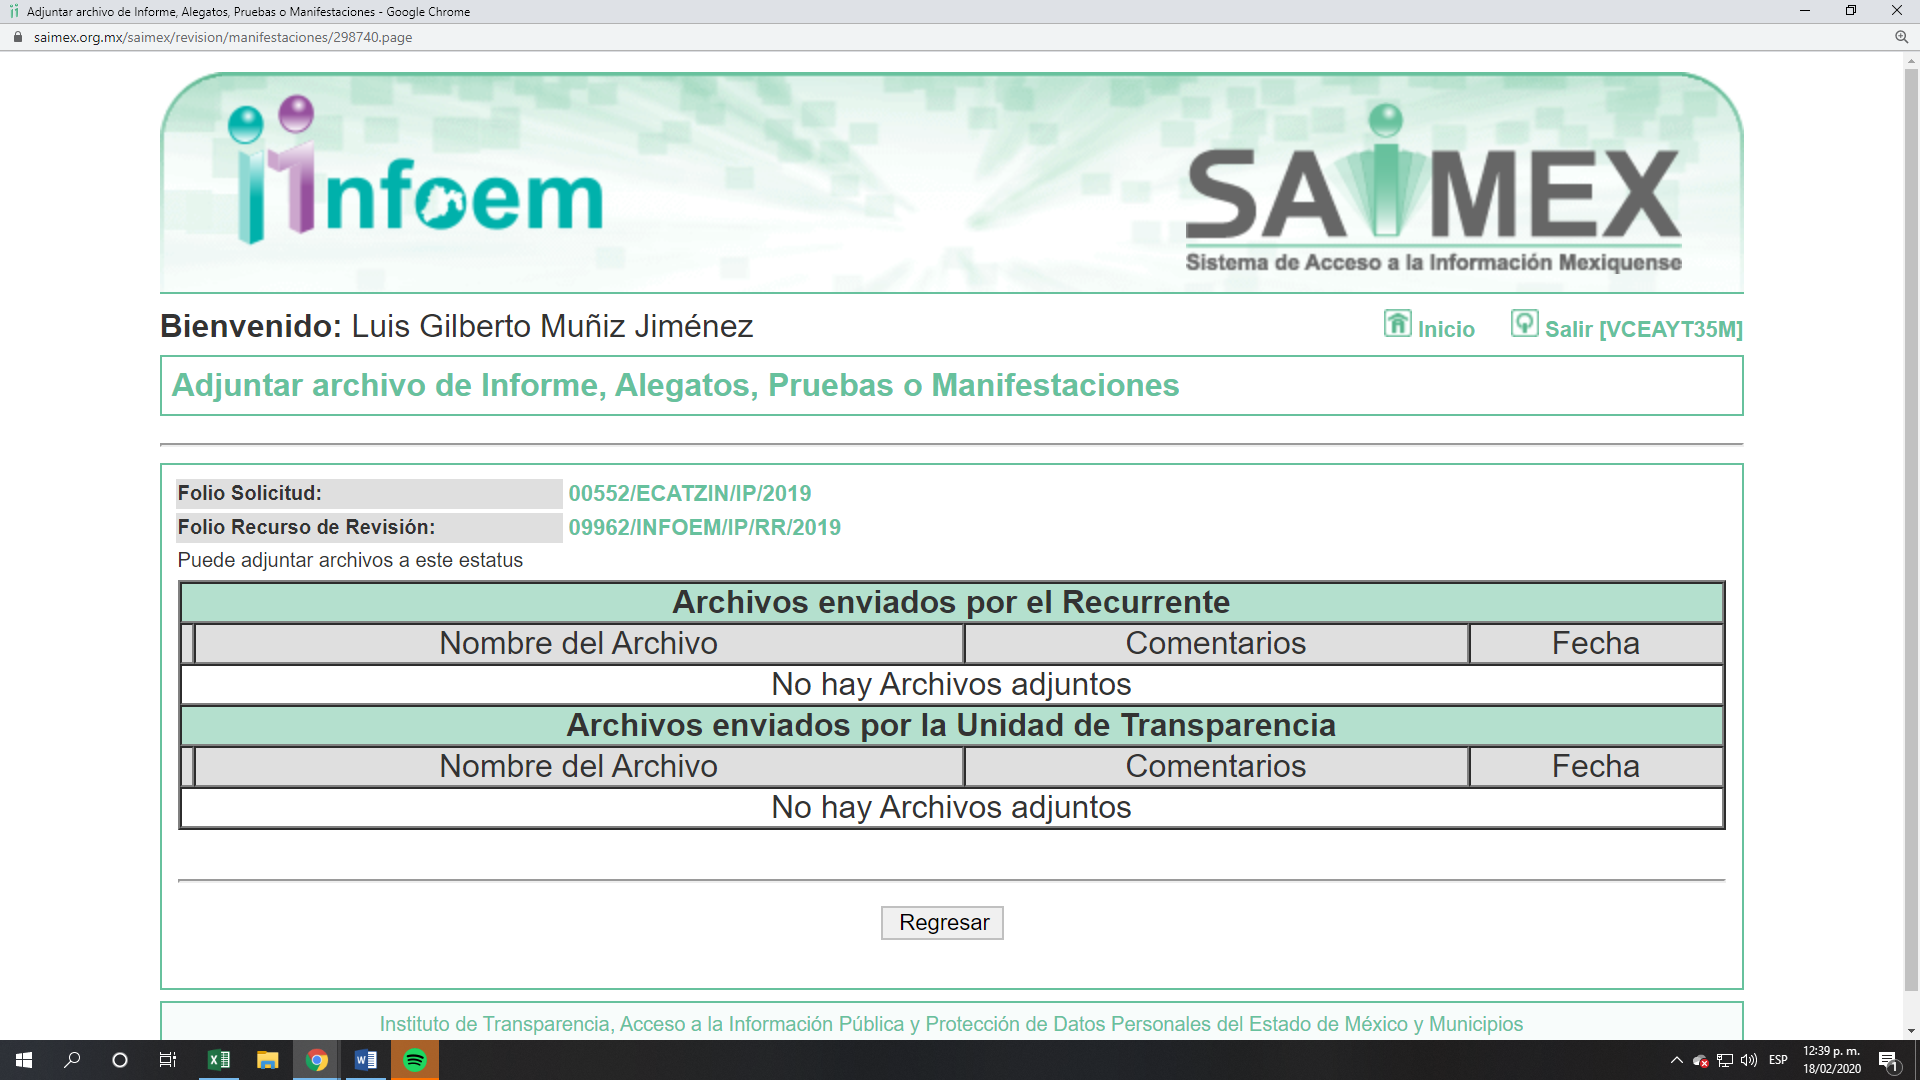 Adjuntar archivo de Informe, Alegatos, Pruebas o Manifestaciones - Google Chrome
saimex.org.mx/saimex/revision/manifestaciones/298740.page
infoem
SAIMEX
Sistema de Acceso a la Información Mexiquense
Bienvenido: Luis Gilberto Muñiz Jiménez
Inicio
Salir [VCEAYT35M]
Adjuntar archivo de Informe, Alegatos, Pruebas o Manifestaciones
Folio Solicitud: 00552/ECATZIN/IP/2019
Folio Recurso de Revisión: 09962/INFOEM/IP/RR/2019
Puede adjuntar archivos a este estatus
Archivos enviados por el Recurrente
Nombre del Archivo Comentarios Fecha
No hay Archivos adjuntos
Archivos enviados por la Unidad de Transparencia
Nombre del Archivo Comentarios Fecha
No hay Archivos adjuntos
Regresar
Instituto de Transparencia, Acceso a la Información Pública y Protección de Datos Personales del Estado de México y Municipios
ESP
12:39 p. m.
18/02/2020
1